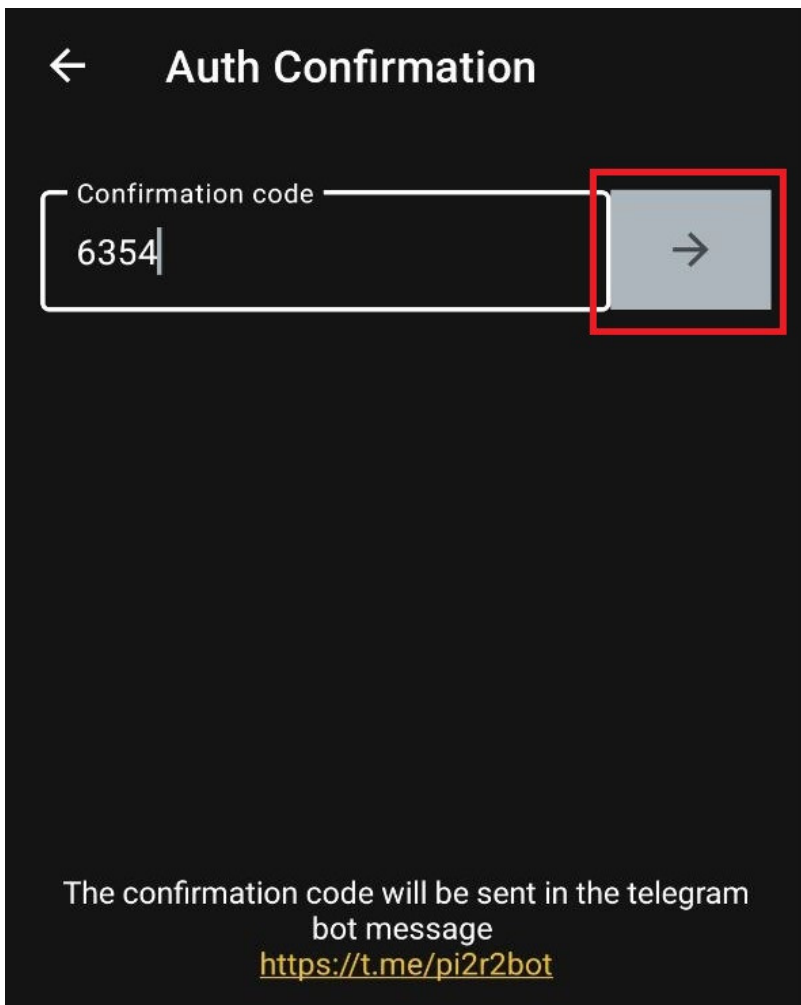 Auth Confirmation
Confirmation code
6354
The confirmation code will be sent in the telegram
bot message
https://t.me/pi2r2bot